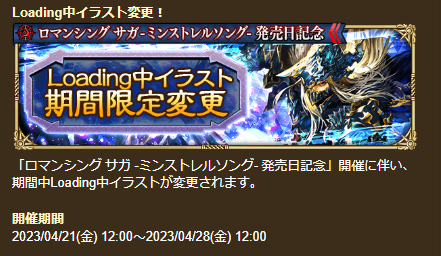 Loading中イラスト変更！
ロマンシング サガ -ミンストレルソング- 発売日記念
Loading中イラスト
期間限定変更
「ロマンシング サガ -ミンストレルソング- 発売日記念」開催に伴い、
期間中Loading中イラストが変更されます。
開催期間
2023/04/21(金) 12:00～2023/04/28(金) 12:00